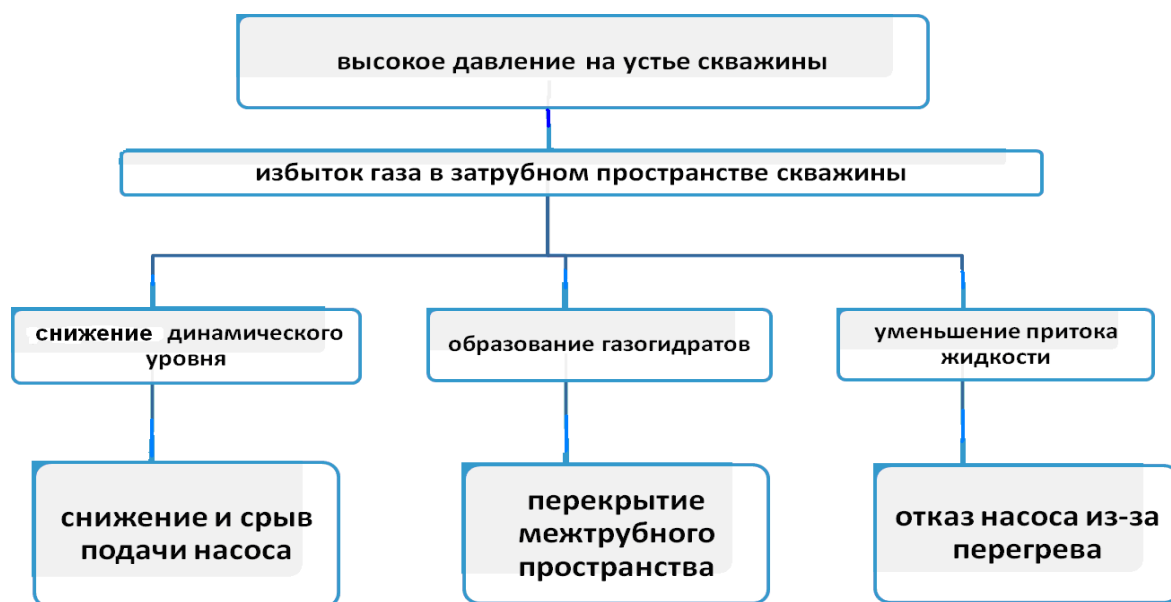 высокое давление на устье скважины
избыток газа в затрубном пространстве скважины
снижение динамического
уровня
образование газогидратов
уменьшение притока
жидкости
снижение и срыв
подачи насоса
перекрытие
межтрубного
пространства
отказ насоса из-за
перегрева